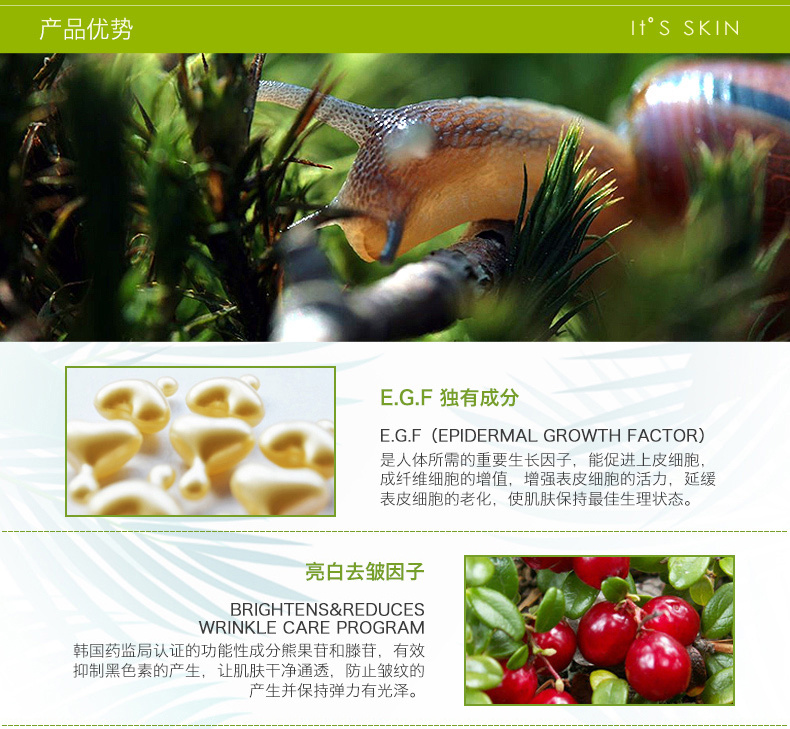 产品优势
It°S SKIN
E.G.F 独有成分
E.G.F（EPIDERMAL GROWTH FACTOR）
是人体所需的重要生长因子，能促进上皮细胞，
成纤维细胞的增值，增强表皮细胞的活力，延缓
表皮细胞的老化，使肌肤保持最佳生理状态。
亮白去皱因子
BRIGHTENS&REDUCES
WRINKLE CARE PROGRAM
韩国药监局认证的功能性成分熊果苷和滕苷，有效
抑制黑色素的产生，让肌肤干净通透，防止皱纹的
产生并保持弹力有光泽。